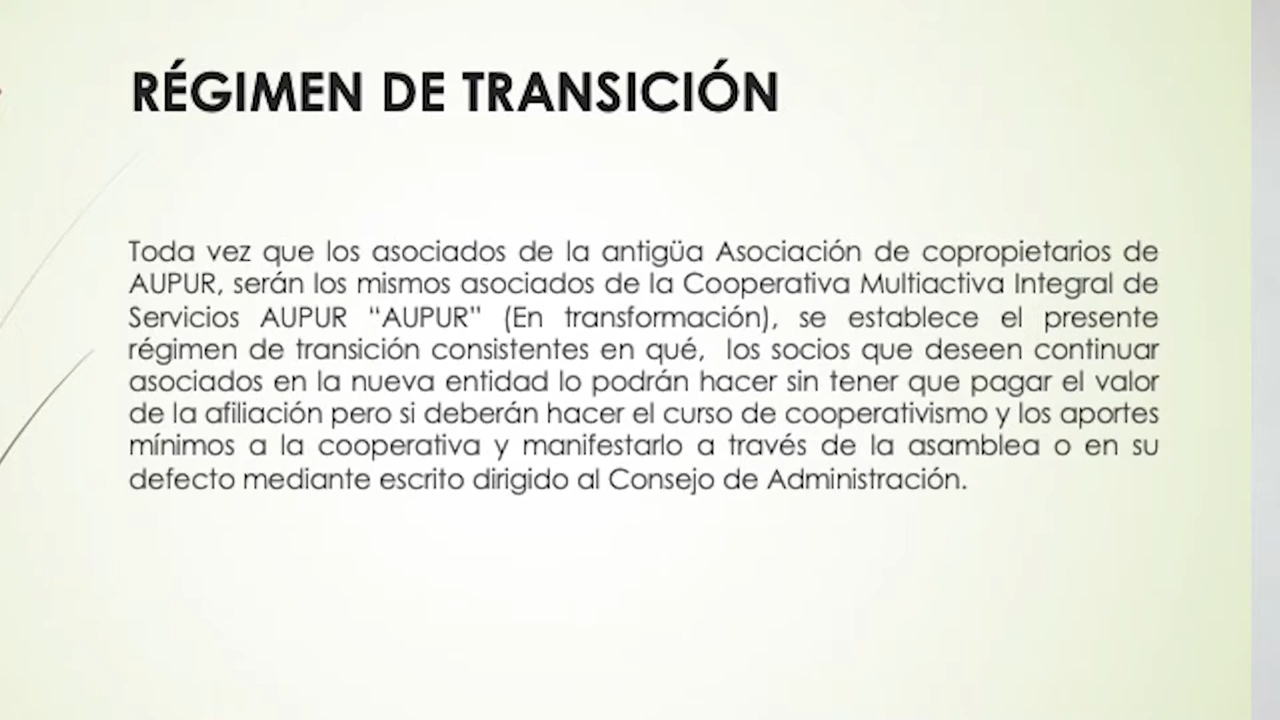 RÉGIMEN DE TRANSICIÓN
Toda vez que los asociados de la antigüa Asociación de copropietarios de
AUPUR, serán los mismos asociados de la Cooperativa Multiactiva Integral de
Servicios AUPUR “AUPUR” (En transformación), se establece el presente
régimen de transición consistentes en qué, los socios que deseen continuar
asociados en la nueva entidad lo podrán hacer sin tener que pagar el valor
de la afiliación pero si deberán hacer el curso de cooperativismo y los aportes
mínimos a la cooperativa y manifestarlo a través de la asamblea o en su
defecto mediante escrito dirigido al Consejo de Administración.